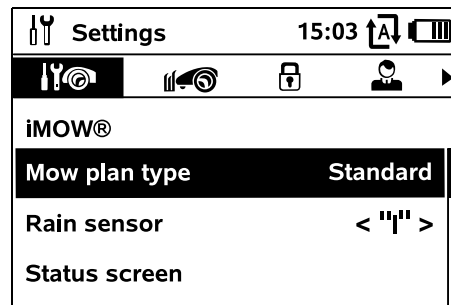 Settings 15:03 A
iMOW®
Mow plan type Standard
Rain sensor < "|" >
Status screen